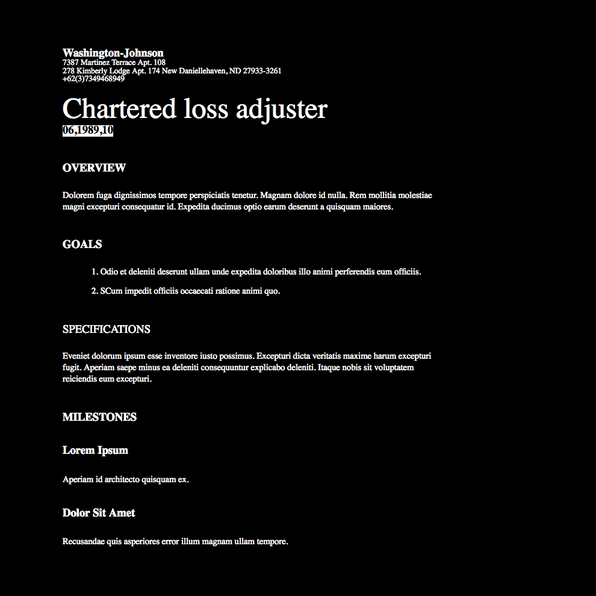 Washington-Johnson
7387 Martinez Terrace Apt. 108
278 Kimberly Lodge Apt. 174 New Daniellehaven, ND 27933-3261
+62(3)7349468949
Chartered loss adjuster
06,1989,10
OVERVIEW
Dolorem fuga dignissimos tempore perspiciatis tenetur. Magnam dolore id nulla. Rem mollitia molestiae
magni excepturi consequatur id. Expedita ducimus optio earum deserunt a quisquam maiores.
GOALS
1. Odio et deleniti deserunt ullam unde expedita doloribus illo animi perferendis eum officiis.
2. SCum impedit officiis occaecati ratione animi quo.
SPECIFICATIONS
Eveniet dolorum ipsum esse inventore iusto possimus. Excepturi dicta veritatis maxime harum excepturi
fugit. Aperiam saepe minus ea deleniti consequuntur explicabo deleniti. Itaque nobis sit voluptatem
reiciendis eum excepturi.
MILESTONES
Lorem Ipsum
Aperiam id architecto quisquam ex.
Dolor Sit Amet
Recusandae quis asperiores error illum magnam ullam tempore.